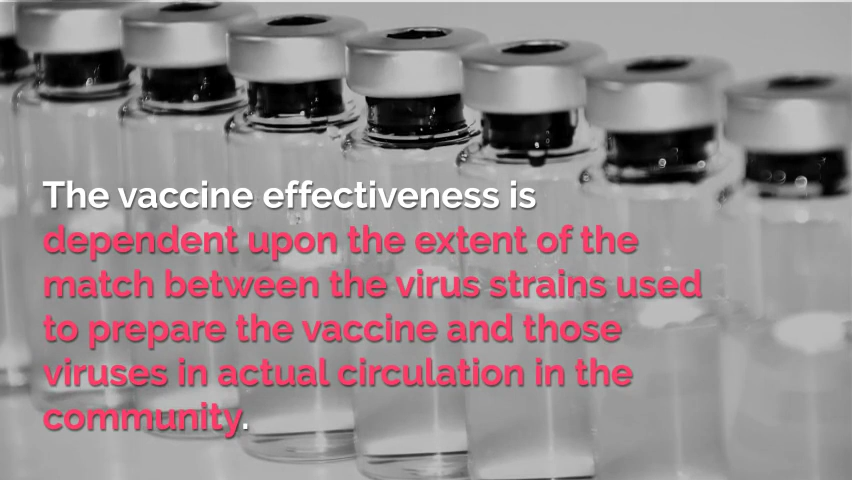 The vaccine effectiveness is
dependent upon the extent of the
match between the virus strains used
to prepare the vaccine and those
viruses in actual circulation in the
community.